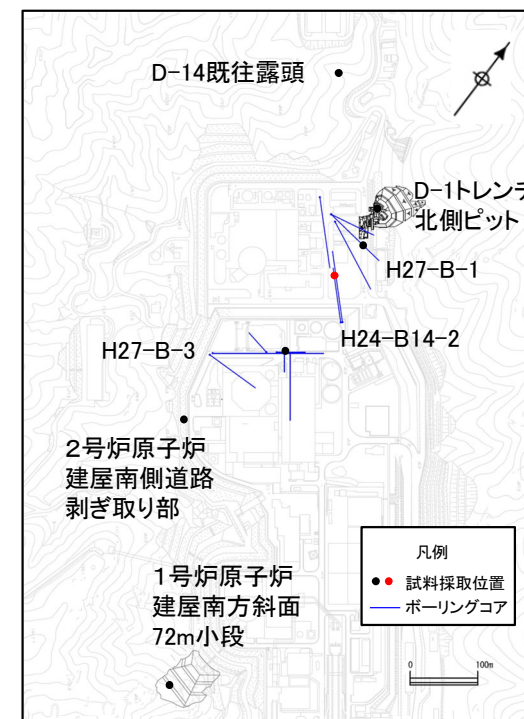 D-14既往露頭
D-1トレンチ
北側ピット
H27-B-1
H24-B14-2
H27-B-3
2号炉原子炉
建屋南側道路
剥ぎ取り部
1号炉原子炉
建屋南方斜面
72m小段
凡例
試料採取位置
ボーリングコア
0 100m